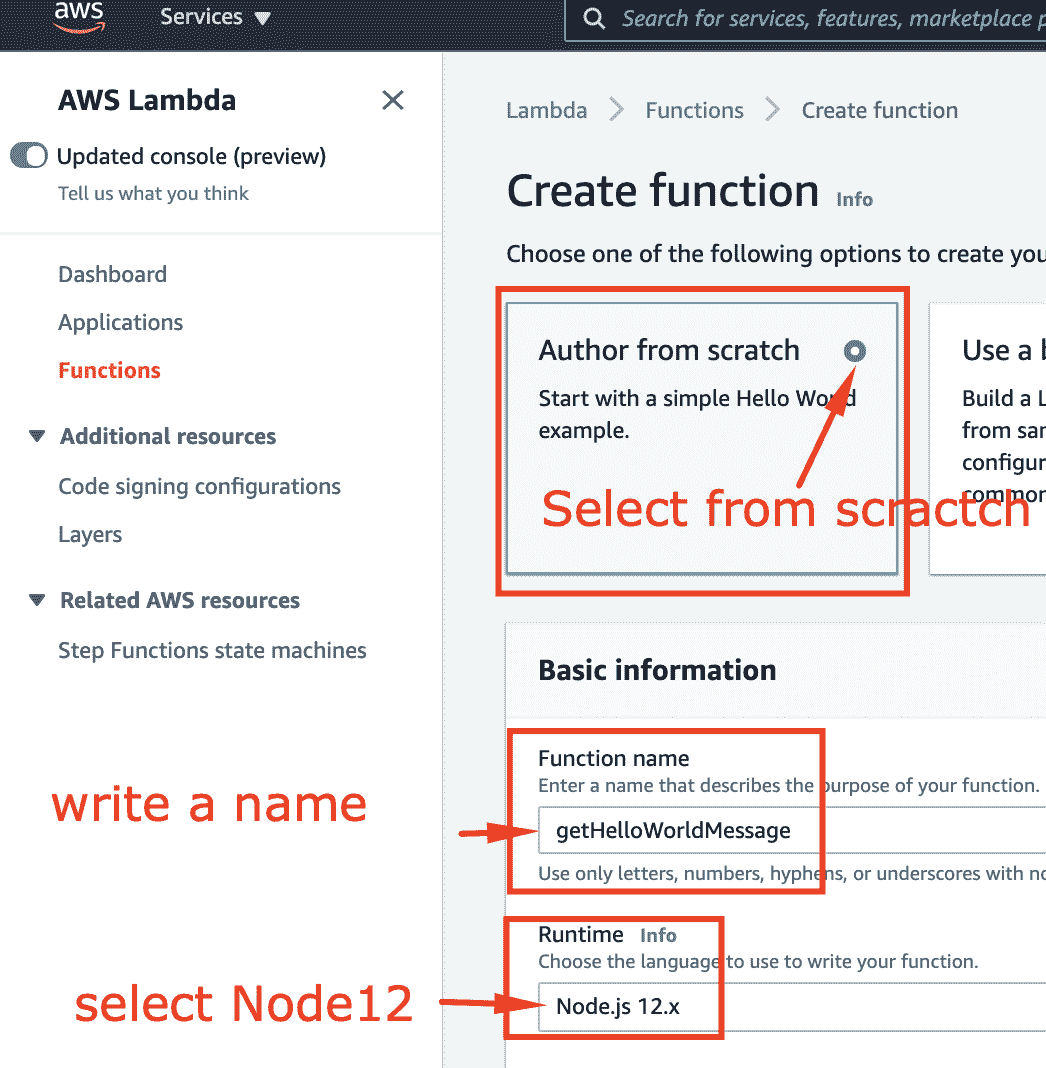 aws
Services
Search for services, features, marketplace p
AWS Lambda
Updated console (preview)
Tell us what you think
Dashboard
Applications
Functions
Additional resources
Code signing configurations
Layers
Related AWS resources
Step Functions state machines
write a name
select Node12
Lambda
Functions
Create function
Create function Info
Choose one of the following options to create you
Author from scratch
Start with a simple Hello World
example.
Select from scractch
Use a b
Build a L
from sam
configur
common
Basic information
Function name
Enter a name that describes the purpose of your function.
getHelloWorldMessage
Use only letters, numbers, hyphens, or underscores with no
Runtime Info
Choose the language to use to write your function.
Node.js 12.x